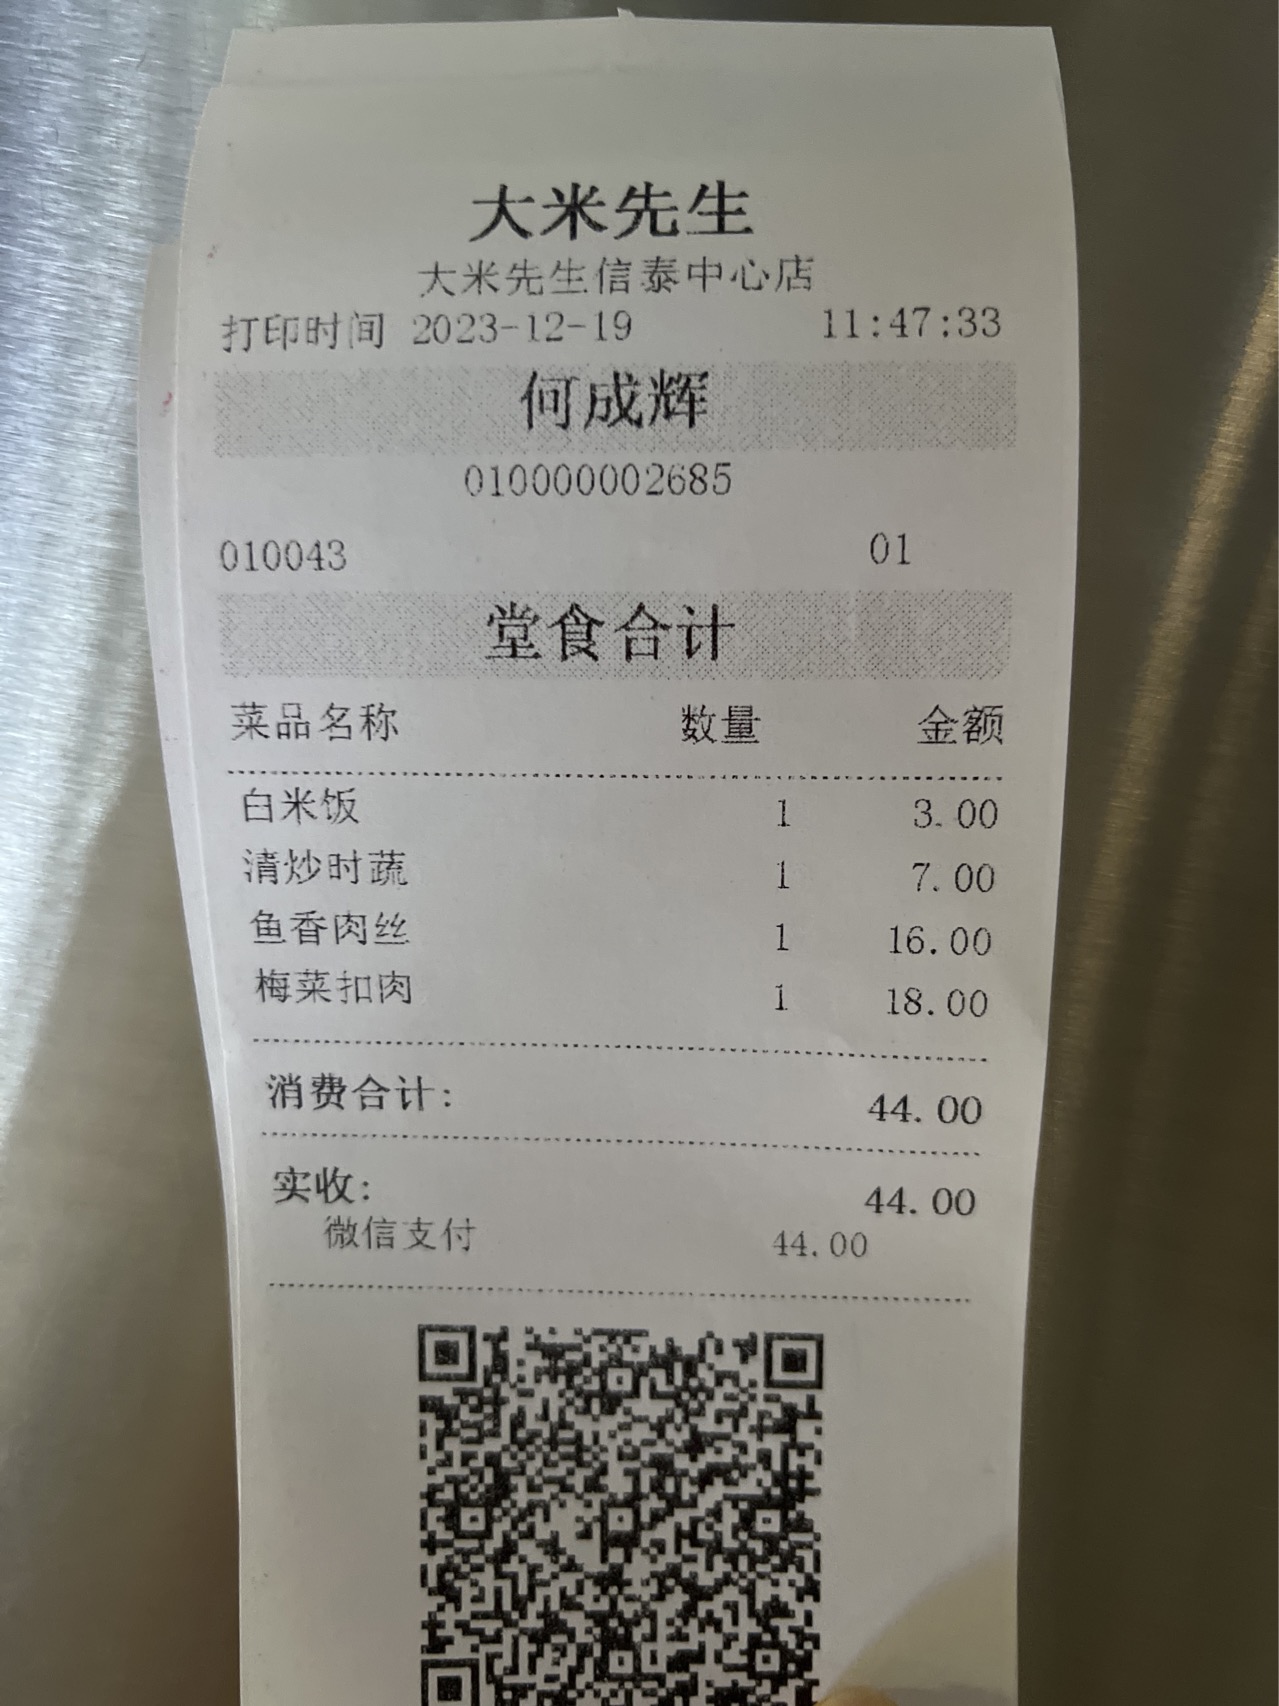 大米先生
大米先生信泰中心店
打印时间 2023-12-19 11:47:33
何成辉
010000002685
010043 01
堂食合计
菜品名称 数量 金额
白米饭 1 3.00
清炒时蔬 1 7.00
鱼香肉丝 1 16.00
梅菜扣肉 1 18.00
消费合计: 44.00
实收: 44.00
微信支付 44.00